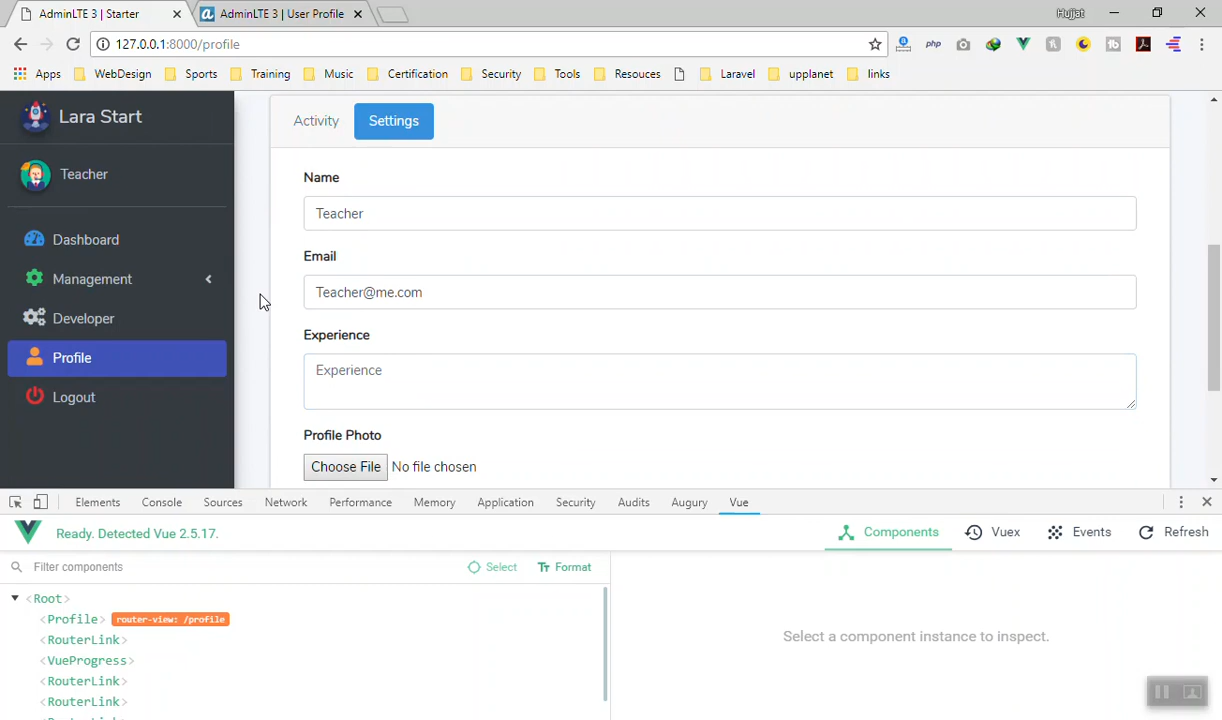 AdminLTE 3 | Starter
AdminLTE 3 | User Profile
Hujjat
127.0.0.1:8000/profile
php
tb
Apps
WebDesign
Sports
Training
Music
Certification
Security
Tools
Resouces
Laravel
upplanet
links
Lara Start
Teacher
Dashboard
Management
Developer
Profile
Logout
Activity
Settings
Name
Teacher
Email
Teacher@me.com
Experience
Experience
Profile Photo
Choose File No file chosen
Elements
Console
Sources
Network
Performance
Memory
Application
Security
Audits
Augury
Vue
Ready. Detected Vue 2.5.17.
Components
Vuex
Events
Refresh
Filter components
Select
Format
<Root>
<Profile> router-view: /profile
<RouterLink>
<VueProgress>
<RouterLink>
<RouterLink>
Select a component instance to inspect.